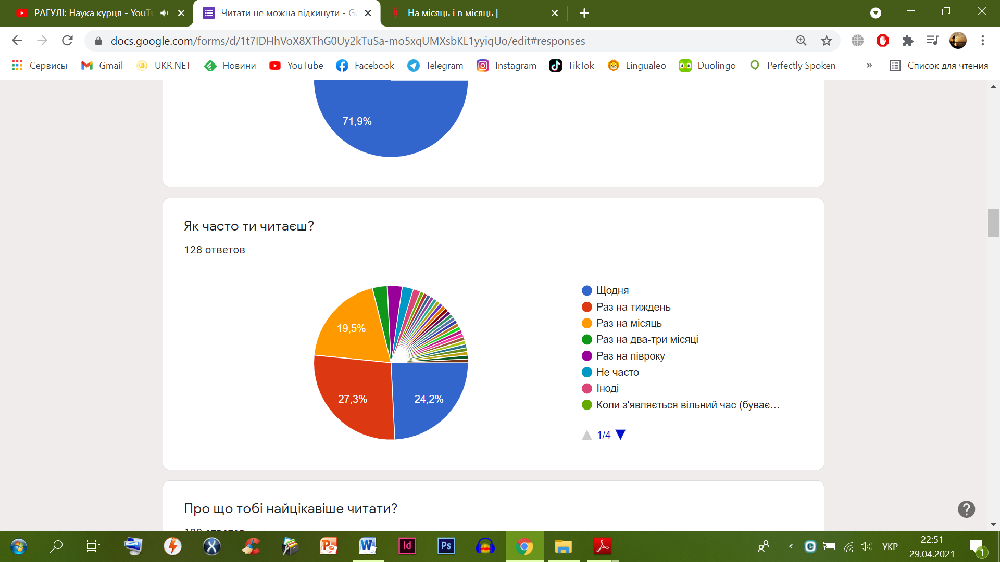 РАГУЛІ: Наука курця - YouTu
Читати не можна відкинути - Go
На місяць і в місяць |
docs.google.com/forms/d/1t7IDHhVoX8XThG0Uy2kTuSa-mo5xqUMXsbKL1yyiqUo/edit#responses
Сервисы
Gmail
UKR.NET
Новини
YouTube
Facebook
Telegram
Instagram
TikTok
Lingualeo
Duolingo
Perfectly Spoken
»
Список для чтения
71,9%
Як часто ти читаєш?
128 ответов
19,5%
27,3%
24,2%
Щодня
Раз на тиждень
Раз на місяць
Раз на два-три місяці
Раз на півроку
Не часто
Іноді
Коли з'являється вільний час (буває…
1/4
Про що тобі найцікавіше читати?
128 ответов
УКР
22:51
29.04.2021
1